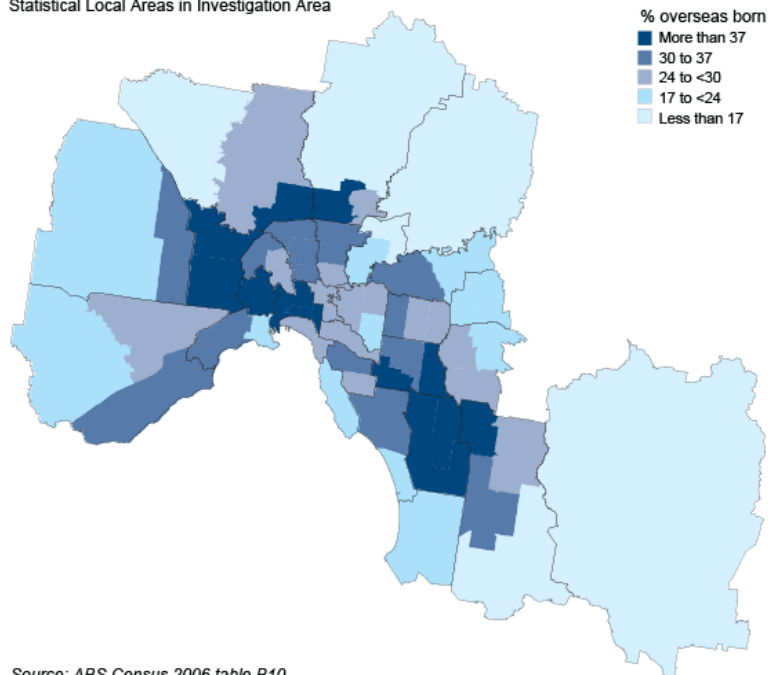 Statistical Local Areas in Investigation Area
% overseas born
More than 37
30 to 37
24 to <30
17 to <24
Less than 17
Source: ABS Census 2006 table B10